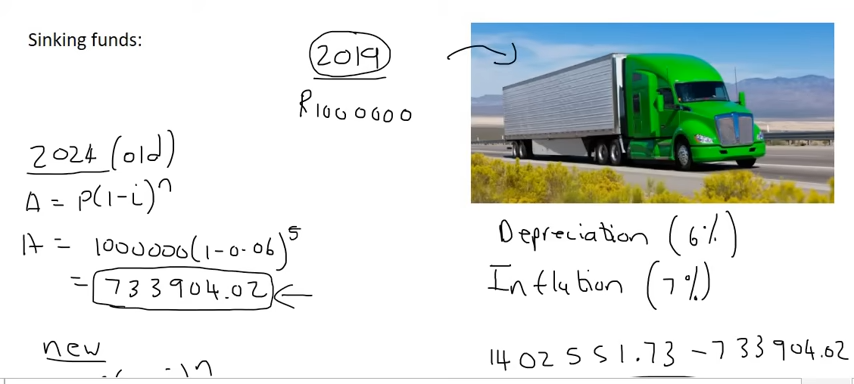 Sinking funds:
2019
R1000000
2024 (old)
A = P(1-i)^n
A = 1000000(1-0.06)^5
= 733904.02
Depreciation (6%)
Inflation (7%)
new
1402551.73 - 733904.02